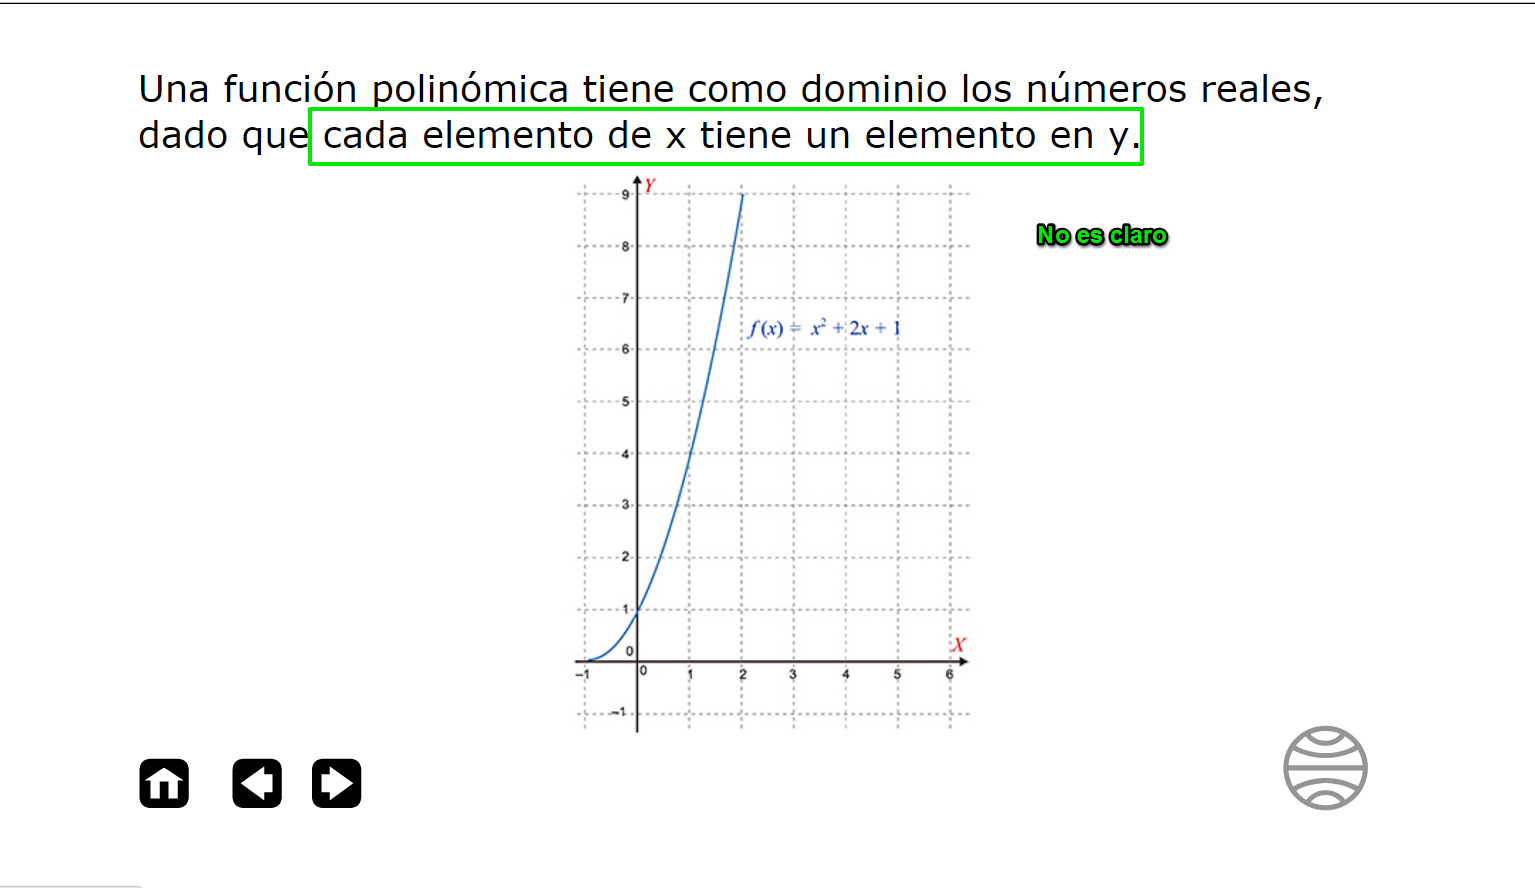 Una función polinómica tiene como dominio los números reales,
dado que cada elemento de x tiene un elemento en y.
Y
9
8
No es claro
7
f(x) = x² + 2x + 1
6
5
4
3
2
1
X
0
−1 0 1 2 3 4 5 6
−1